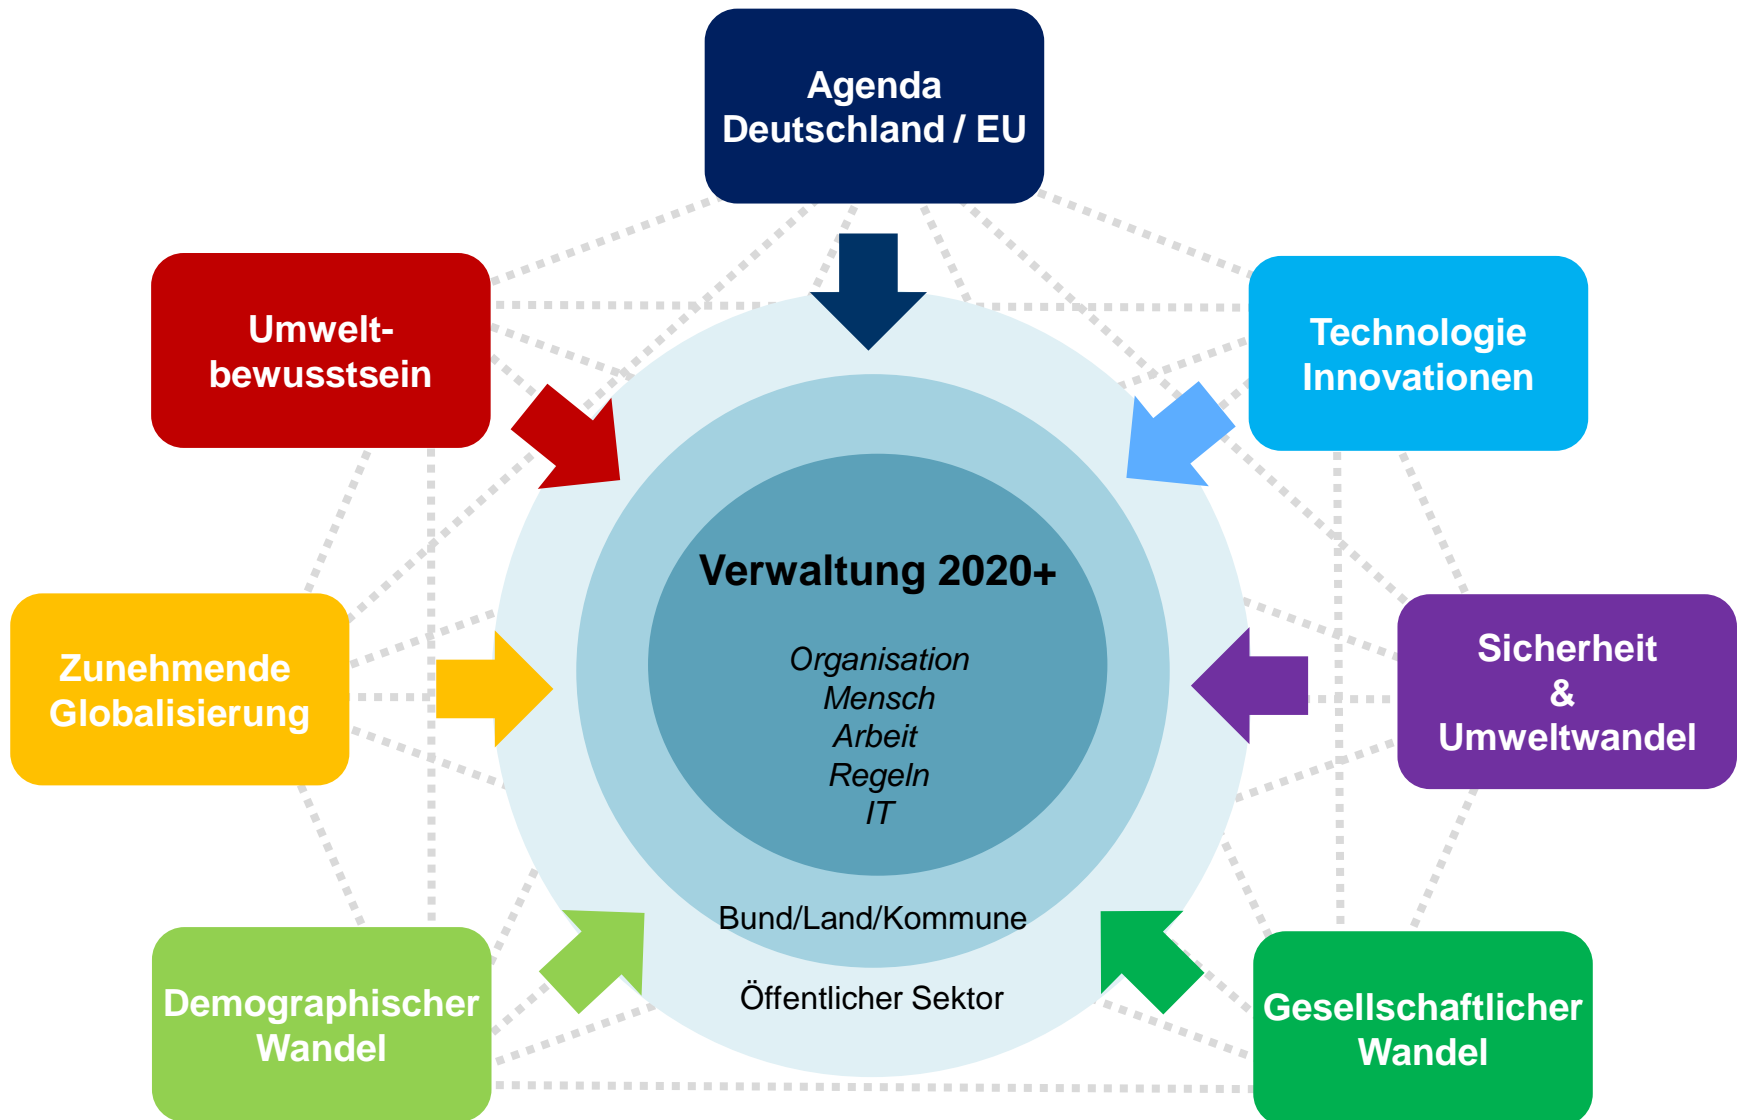 Agenda
Deutschland / EU
Umwelt-
bewusstsein
Technologie
Innovationen
Verwaltung 2020+
Organisation
Mensch
Arbeit
Regeln
IT
Zunehmende
Globalisierung
Sicherheit
&
Umweltwandel
Bund/Land/Kommune
Öffentlicher Sektor
Demographischer
Wandel
Gesellschaftlicher
Wandel